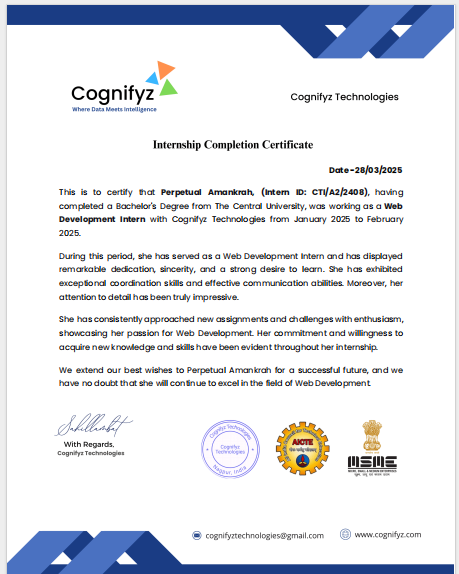 Cognifyz
Where Data Meets Intelligence
Cognifyz Technologies
Internship Completion Certificate
Date-28/03/2025
This is to certify that Perpetual Amankrah, (Intern ID: CTI/A2/2408), having
completed a Bachelor's Degree from The Central University, was working as a Web
Development Intern with Cognifyz Technologies from January 2025 to February
2025.
During this period, she has served as a Web Development Intern and has displayed
remarkable dedication, sincerity, and a strong desire to learn. She has exhibited
exceptional coordination skills and effective communication abilities. Moreover, her
attention to detail has been truly impressive.
She has consistently approached new assignments and challenges with enthusiasm,
showcasing her passion for Web Development. Her commitment and willingness to
acquire new knowledge and skills have been evident throughout her internship.
We extend our best wishes to Perpetual Amankrah for a successful future, and we
have no doubt that she will continue to excel in the field of Web Development.
With Regards,
Cognifyz Technologies
Cognifyz Technologies
Cognifyz
Technologies
Nagpur, India
AICTE
MSME
cognifyztechnologies@gmail.com
www.cognifyz.com